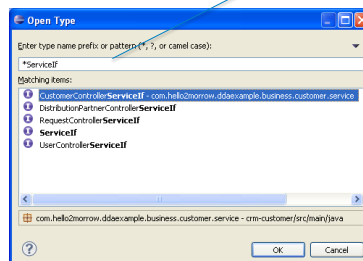 Open Type
Enter type name prefix or pattern (*, ?, or camel case):
*ServiceIf
Matching items:
CustomerControllerServiceIf - com.hello2morrow.ddaexample.business.customer.service
DistributionPartnerControllerServiceIf
RequestControllerServiceIf
ServiceIf
UserControllerServiceIf
com.hello2morrow.ddaexample.business.customer.service - crm-customer/src/main/java
OK Cancel